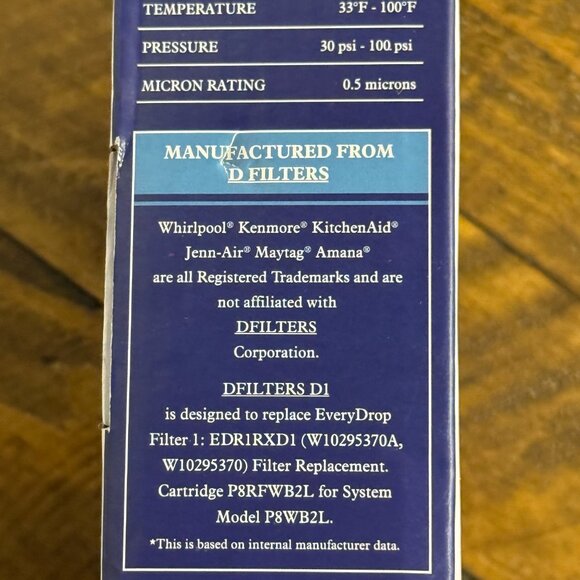 TEMPERATURE 33°F - 100°F
PRESSURE 30 psi - 100 psi
MICRON RATING 0.5 microns
MANUFACTURED FROM
D FILTERS
Whirlpool® Kenmore® KitchenAid®
Jenn-Air® Maytag® Amana®
are all Registered Trademarks and are
not affiliated with
DFILTERS
Corporation.
DFILTERS D1
is designed to replace EveryDrop
Filter 1: EDR1RXD1 (W10295370A,
W10295370) Filter Replacement.
Cartridge P8RFWB2L for System
Model P8WB2L.
*This is based on internal manufacturer data.